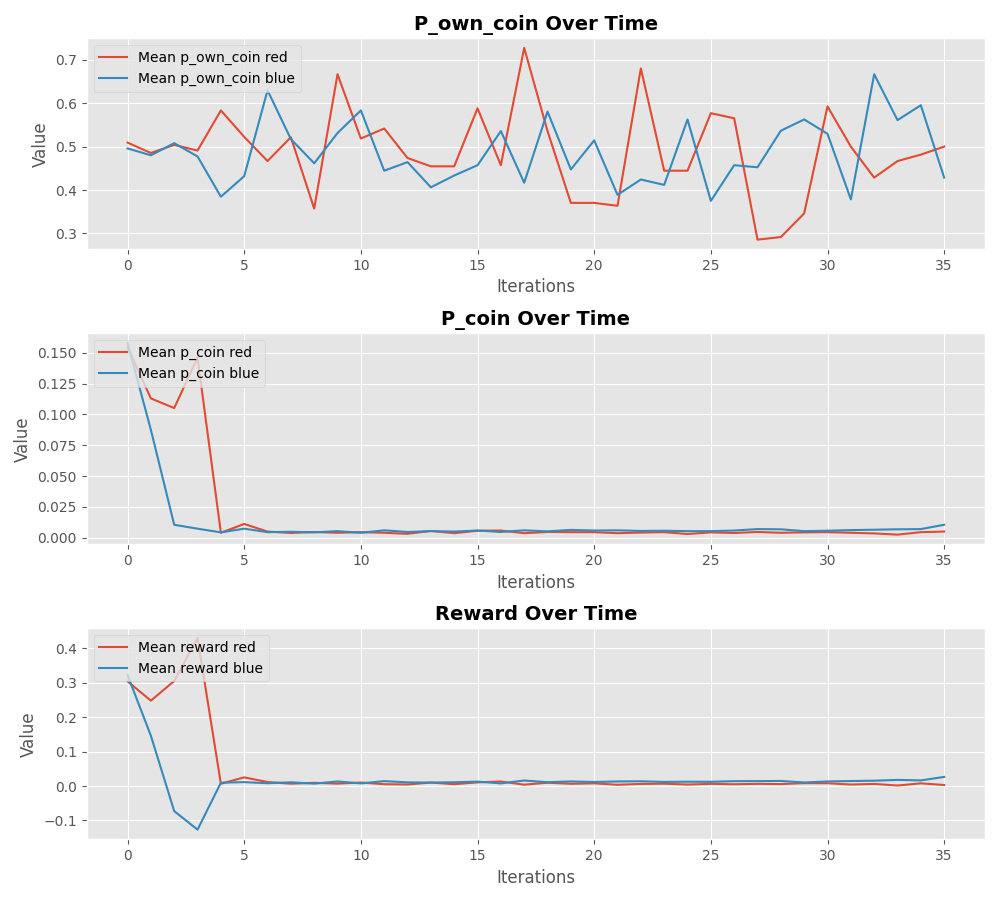 P_own_coin Over Time
Mean p_own_coin red
Mean p_own_coin blue
Value
0.7
0.6
0.5
0.4
0.3
0 5 10 15 20 25 30 35
Iterations
P_coin Over Time
Mean p_coin red
Mean p_coin blue
Value
0.150
0.125
0.100
0.075
0.050
0.025
0.000
0 5 10 15 20 25 30 35
Iterations
Reward Over Time
Mean reward red
Mean reward blue
Value
0.4
0.3
0.2
0.1
0.0
−0.1
0 5 10 15 20 25 30 35
Iterations